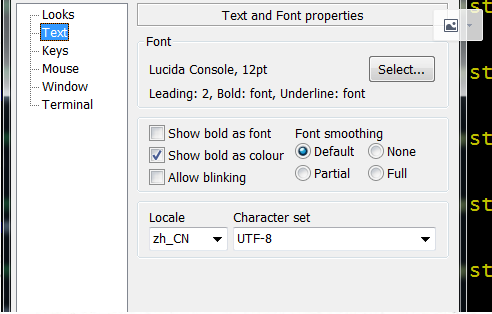 Looks
Text
Keys
Mouse
Window
Terminal
Text and Font properties
Font
Lucida Console, 12pt
Select...
Leading: 2, Bold: font, Underline: font
Show bold as font
Show bold as colour
Allow blinking
Font smoothing
Default
None
Partial
Full
Locale
Character set
zh_CN
UTF-8
st
st
st
st
st